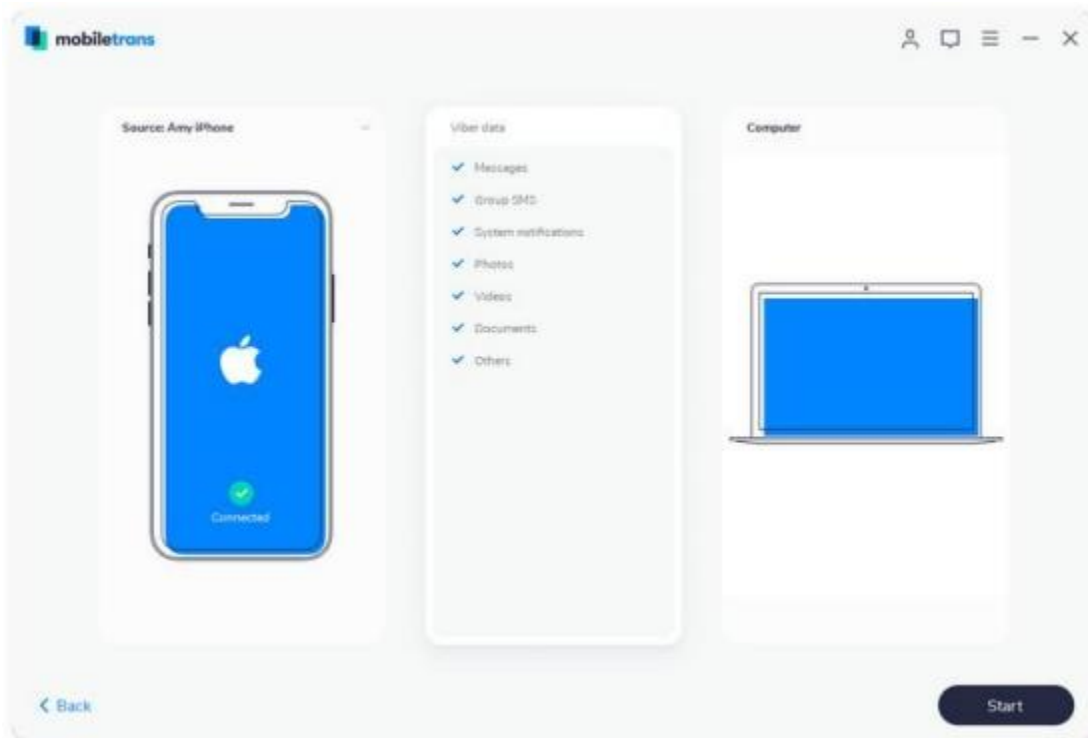 mobiletrans
Source: Amy iPhone
Viber data
Computer
Messages
Group SMS
System notifications
Photos
Videos
Documents
Others
Connected
Back
Start